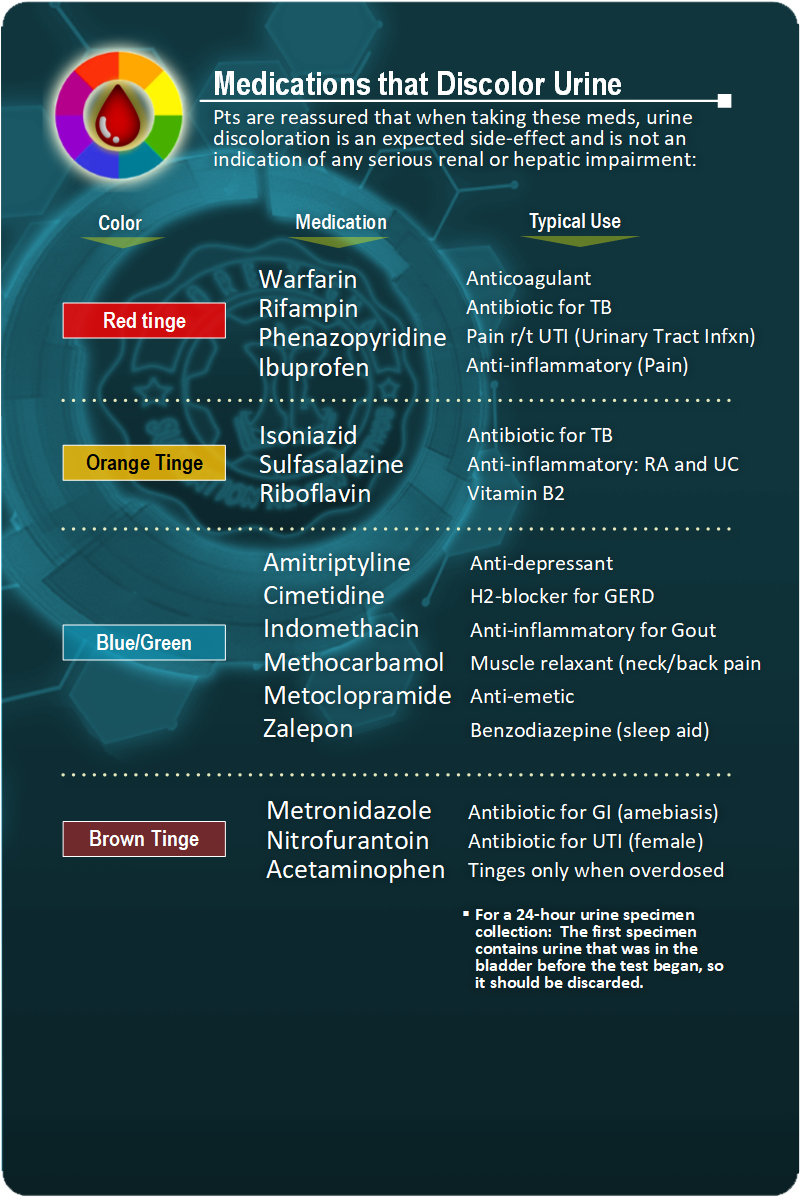 Medications that Discolor Urine
Pts are reassured that when taking these meds, urine
discoloration is an expected side-effect and is not an
indication of any serious renal or hepatic impairment:
Color Medication Typical Use
Red tinge
Warfarin Anticoagulant
Rifampin Antibiotic for TB
Phenazopyridine Pain r/t UTI (Urinary Tract Infxn)
Ibuprofen Anti-inflammatory (Pain)
Orange Tinge
Isoniazid Antibiotic for TB
Sulfasalazine Anti-inflammatory: RA and UC
Riboflavin Vitamin B2
Blue/Green
Amitriptyline Anti-depressant
Cimetidine H2-blocker for GERD
Indomethacin Anti-inflammatory for Gout
Methocarbamol Muscle relaxant (neck/back pain
Metoclopramide Anti-emetic
Zalepon Benzodiazepine (sleep aid)
Brown Tinge
Metronidazole Antibiotic for GI (amebiasis)
Nitrofurantoin Antibiotic for UTI (female)
Acetaminophen Tinges only when overdosed
▪ For a 24-hour urine specimen
collection: The first specimen
contains urine that was in the
bladder before the test began, so
it should be discarded.